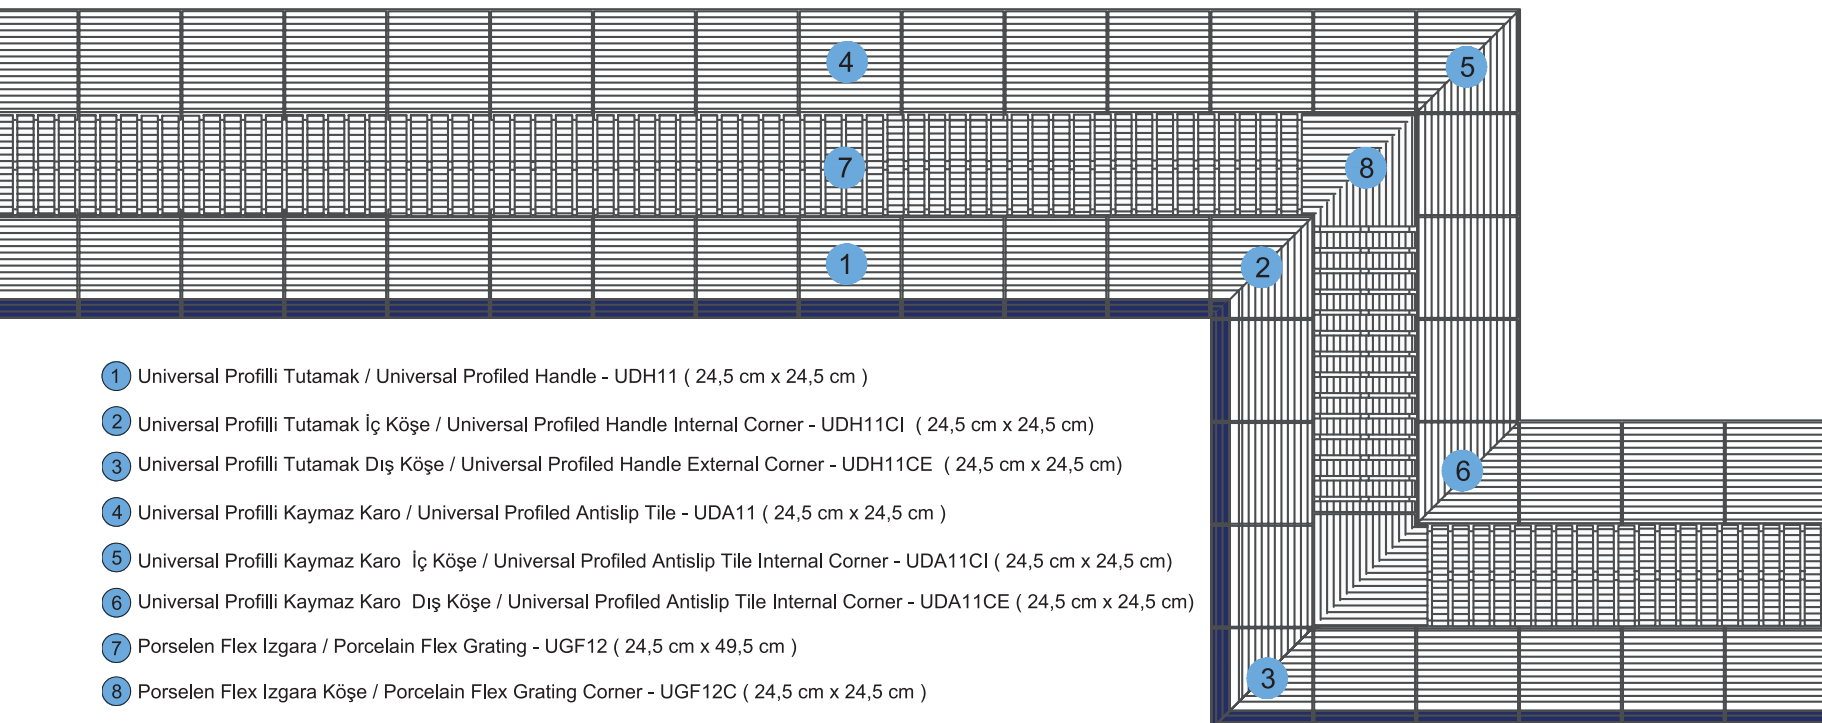 4
5
7
8
1
2
1 Universal Profilli Tutamak / Universal Profiled Handle - UDH11 ( 24,5 cm x 24,5 cm )
2 Universal Profilli Tutamak İç Köşe / Universal Profiled Handle Internal Corner - UDH11CI ( 24,5 cm x 24,5 cm)
3 Universal Profilli Tutamak Dış Köşe / Universal Profiled Handle External Corner - UDH11CE ( 24,5 cm x 24,5 cm)
6
4 Universal Profilli Kaymaz Karo / Universal Profiled Antislip Tile - UDA11 ( 24,5 cm x 24,5 cm )
5 Universal Profilli Kaymaz Karo İç Köşe / Universal Profiled Antislip Tile Internal Corner - UDA11CI ( 24,5 cm x 24,5 cm)
6 Universal Profilli Kaymaz Karo Dış Köşe / Universal Profiled Antislip Tile Internal Corner - UDA11CE ( 24,5 cm x 24,5 cm)
7 Porselen Flex Izgara / Porcelain Flex Grating - UGF12 ( 24,5 cm x 49,5 cm )
8 Porselen Flex Izgara Köşe / Porcelain Flex Grating Corner - UGF12C ( 24,5 cm x 24,5 cm )
3